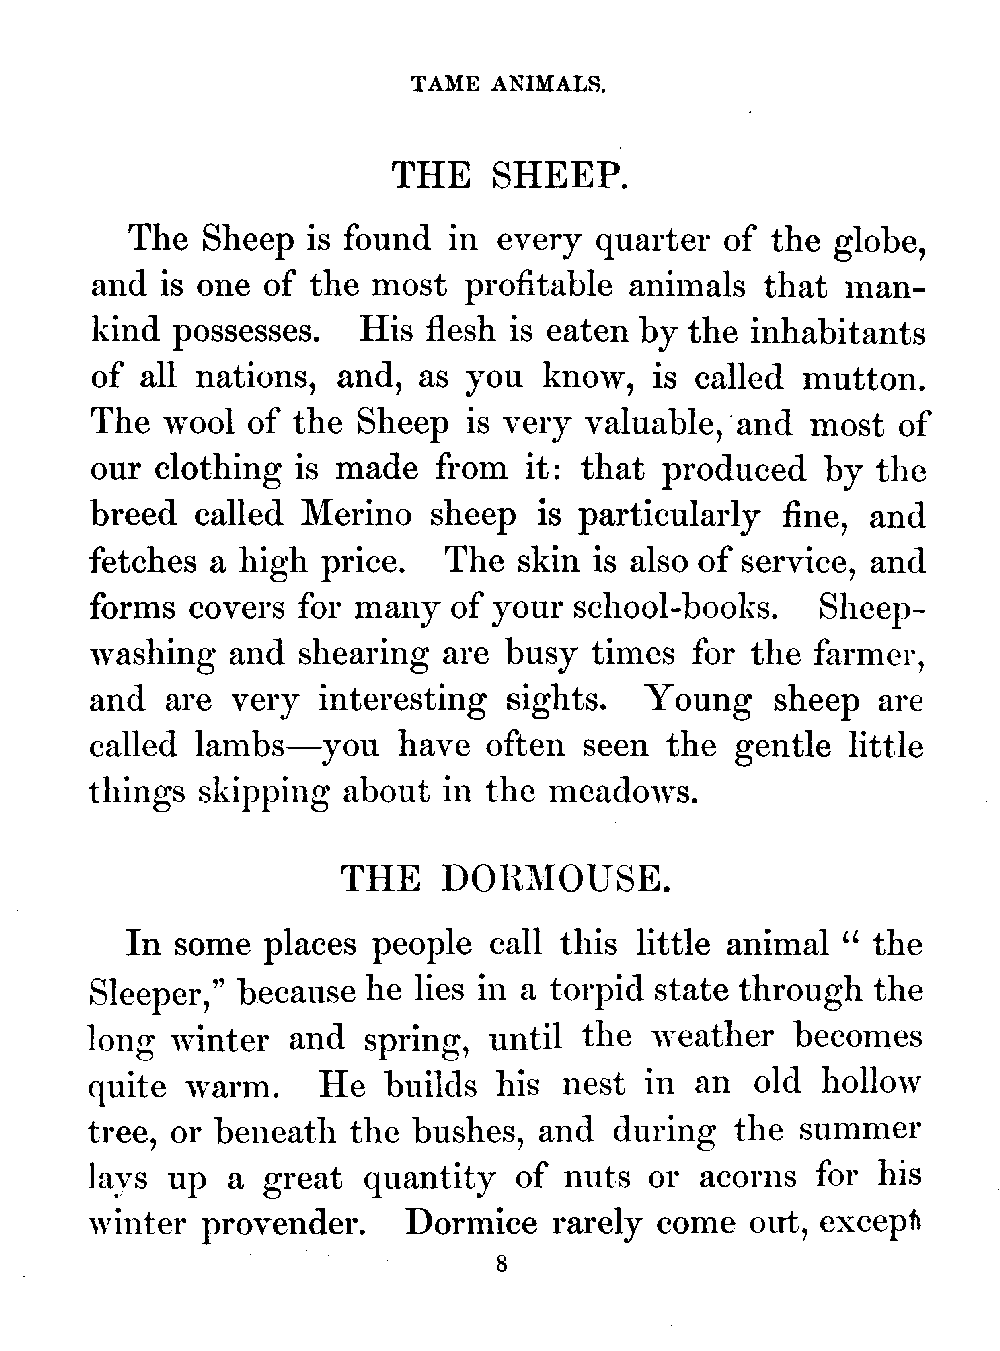 TAME ANIMALS.
THE SHEEP.
The Sheep is found in every quarter of the globe,
and is one of the most profitable animals that man-
kind possesses. His flesh is eaten by the inhabitants
of all nations, and, as you know, is called mutton.
The wool of the Sheep is very valuable, and most of
our clothing is made from it: that produced by the
breed called Merino sheep is particularly fine, and
fetches a high price. The skin is also of service, and
forms covers for many of your school-books. Sheep-
washing and shearing are busy times for the farmer,
and are very interesting sights. Young sheep are
called lambs—you have often seen the gentle little
things skipping about in the meadows.
THE DORMOUSE.
In some places people call this little animal “ the
Sleeper,” because he lies in a torpid state through the
long winter and spring, until the weather becomes
quite warm. He builds his nest in an old hollow
tree, or beneath the bushes, and during the summer
lays up a great quantity of nuts or acorns for his
winter provender. Dormice rarely come out, except
8